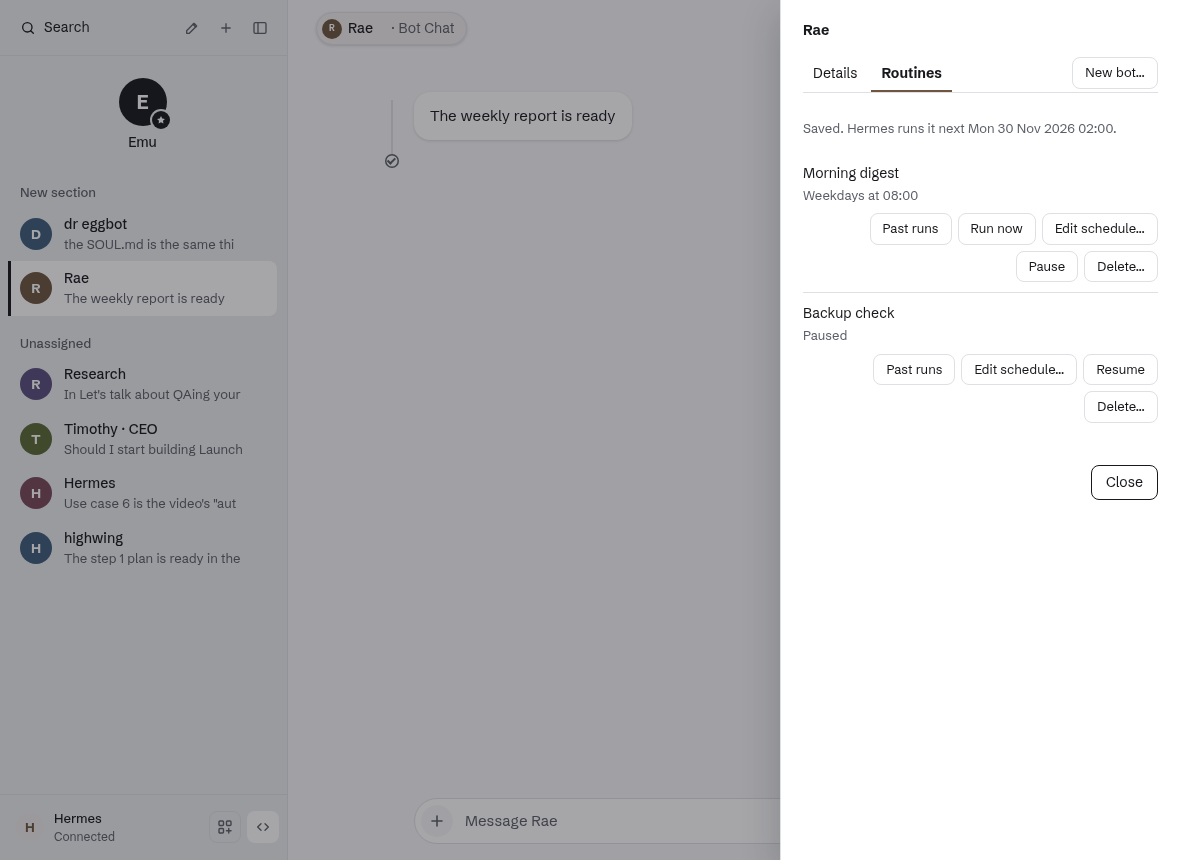 Search
E
Emu
New section
D
dr eggbot
the SOUL.md is the same thi
R
Rae
The weekly report is ready
Unassigned
R
Research
In Let's talk about QAing your
T
Timothy · CEO
Should I start building Launch
H
Hermes
Use case 6 is the video's "aut
H
highwing
The step 1 plan is ready in the
H
Hermes
Connected
R Rae · Bot Chat
The weekly report is ready
Message Rae
Rae
Details Routines New bot...
Saved. Hermes runs it next Mon 30 Nov 2026 02:00.
Morning digest
Weekdays at 08:00
Past runs Run now Edit schedule...
Pause Delete...
Backup check
Paused
Past runs Edit schedule... Resume
Delete...
Close